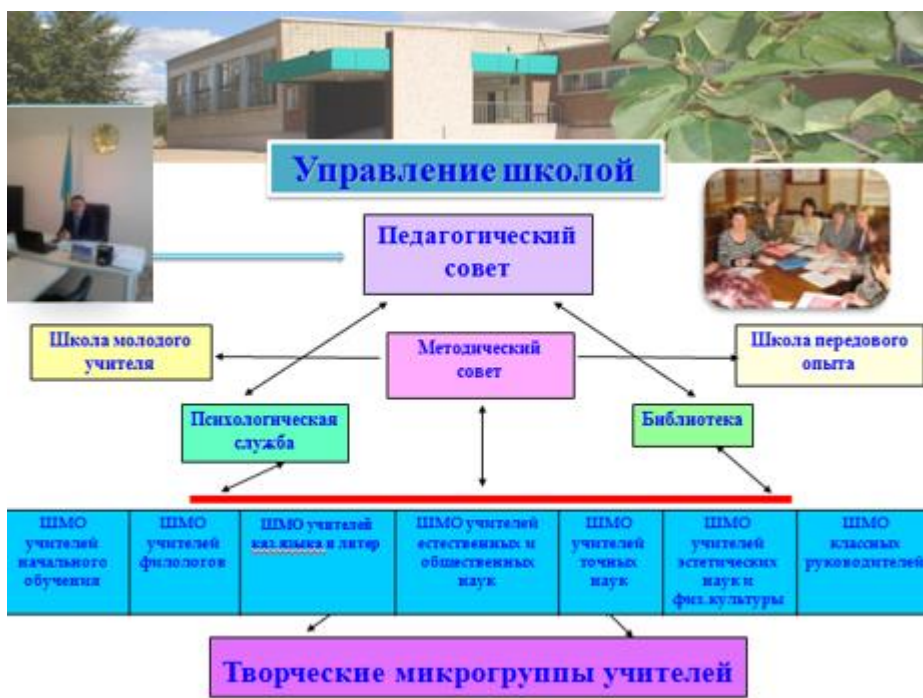 Управление школой
Педагогический
совет
Школа молодого
учителя
Методический
совет
Школа передового
опыта
Психологическая
служба
Библиотека
ШМО
учителей
начального
обучения
ШМО
учителей
филологов
ШМО учителей
каз.языка и литер
ШМО учителей
естественных и
общественных
наук
ШМО
учителей
точных
наук
ШМО
учителей
эстетических
наук и
физ.культуры
ШМО
классных
руководителей
Творческие микрогруппы учителей